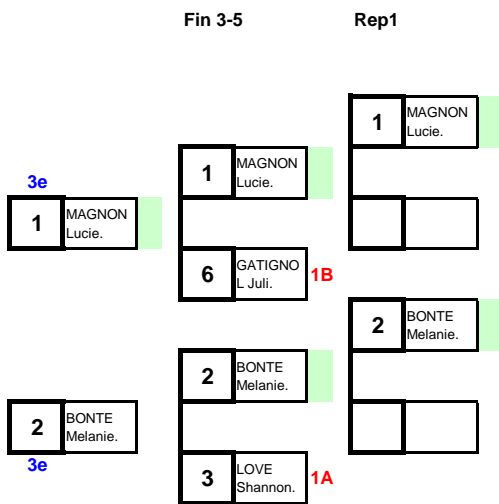 Fin 3-5 Rep1
1 MAGNON
Lucie.
1 MAGNON
Lucie.
3e
1 MAGNON
Lucie.
6 GATIGNO
L Juli. 1B
2 BONTE
Melanie.
2 BONTE
Melanie.
2 BONTE
Melanie.
3e
3 LOVE
Shannon. 1A